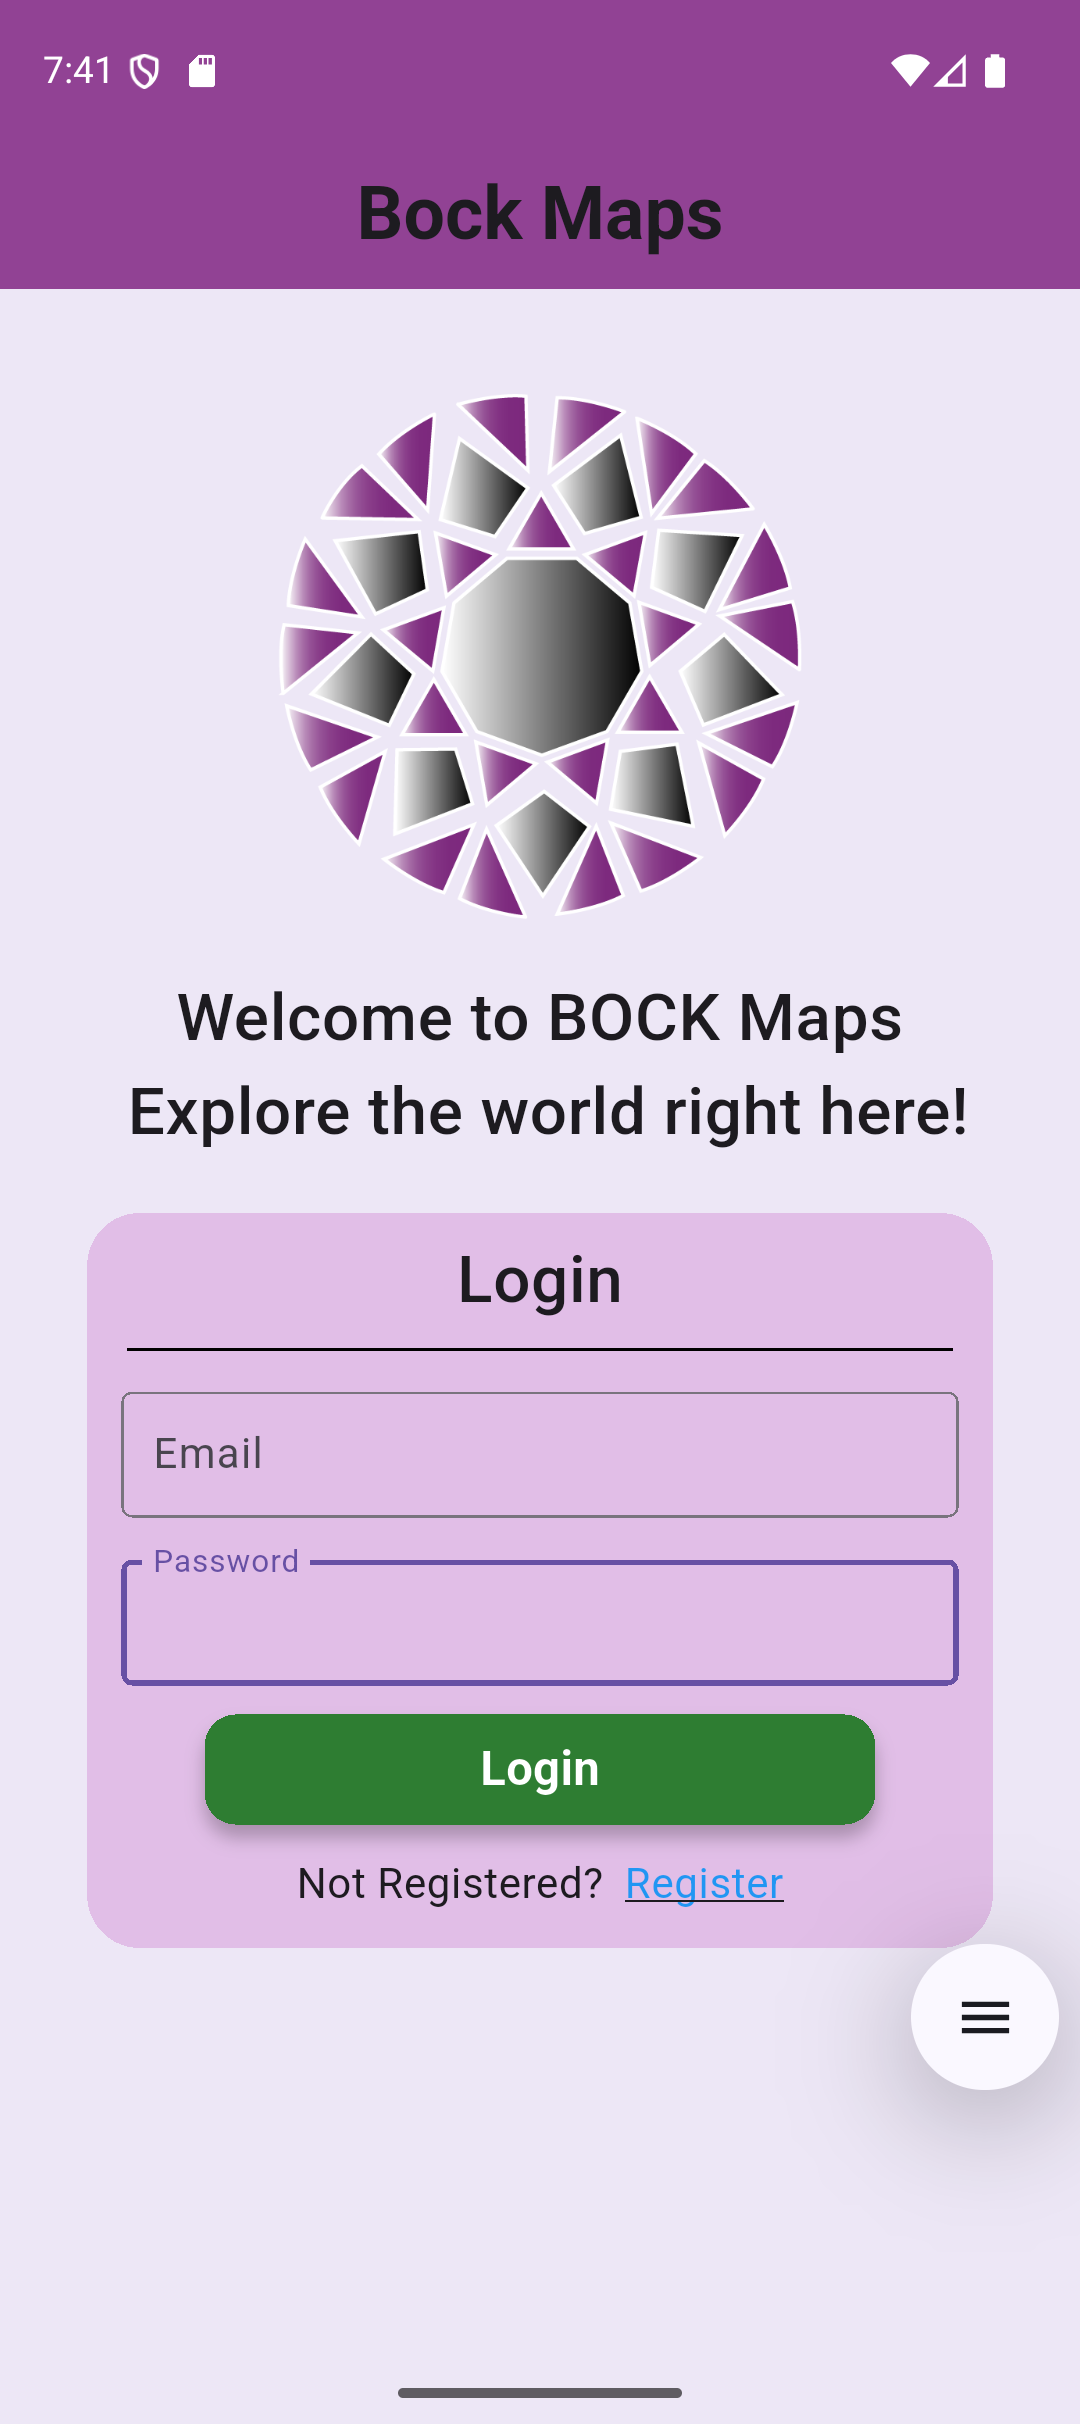 7:41
Bock Maps
Welcome to BOCK Maps
Explore the world right here!
Login
Email
Password
Login
Not Registered? Register